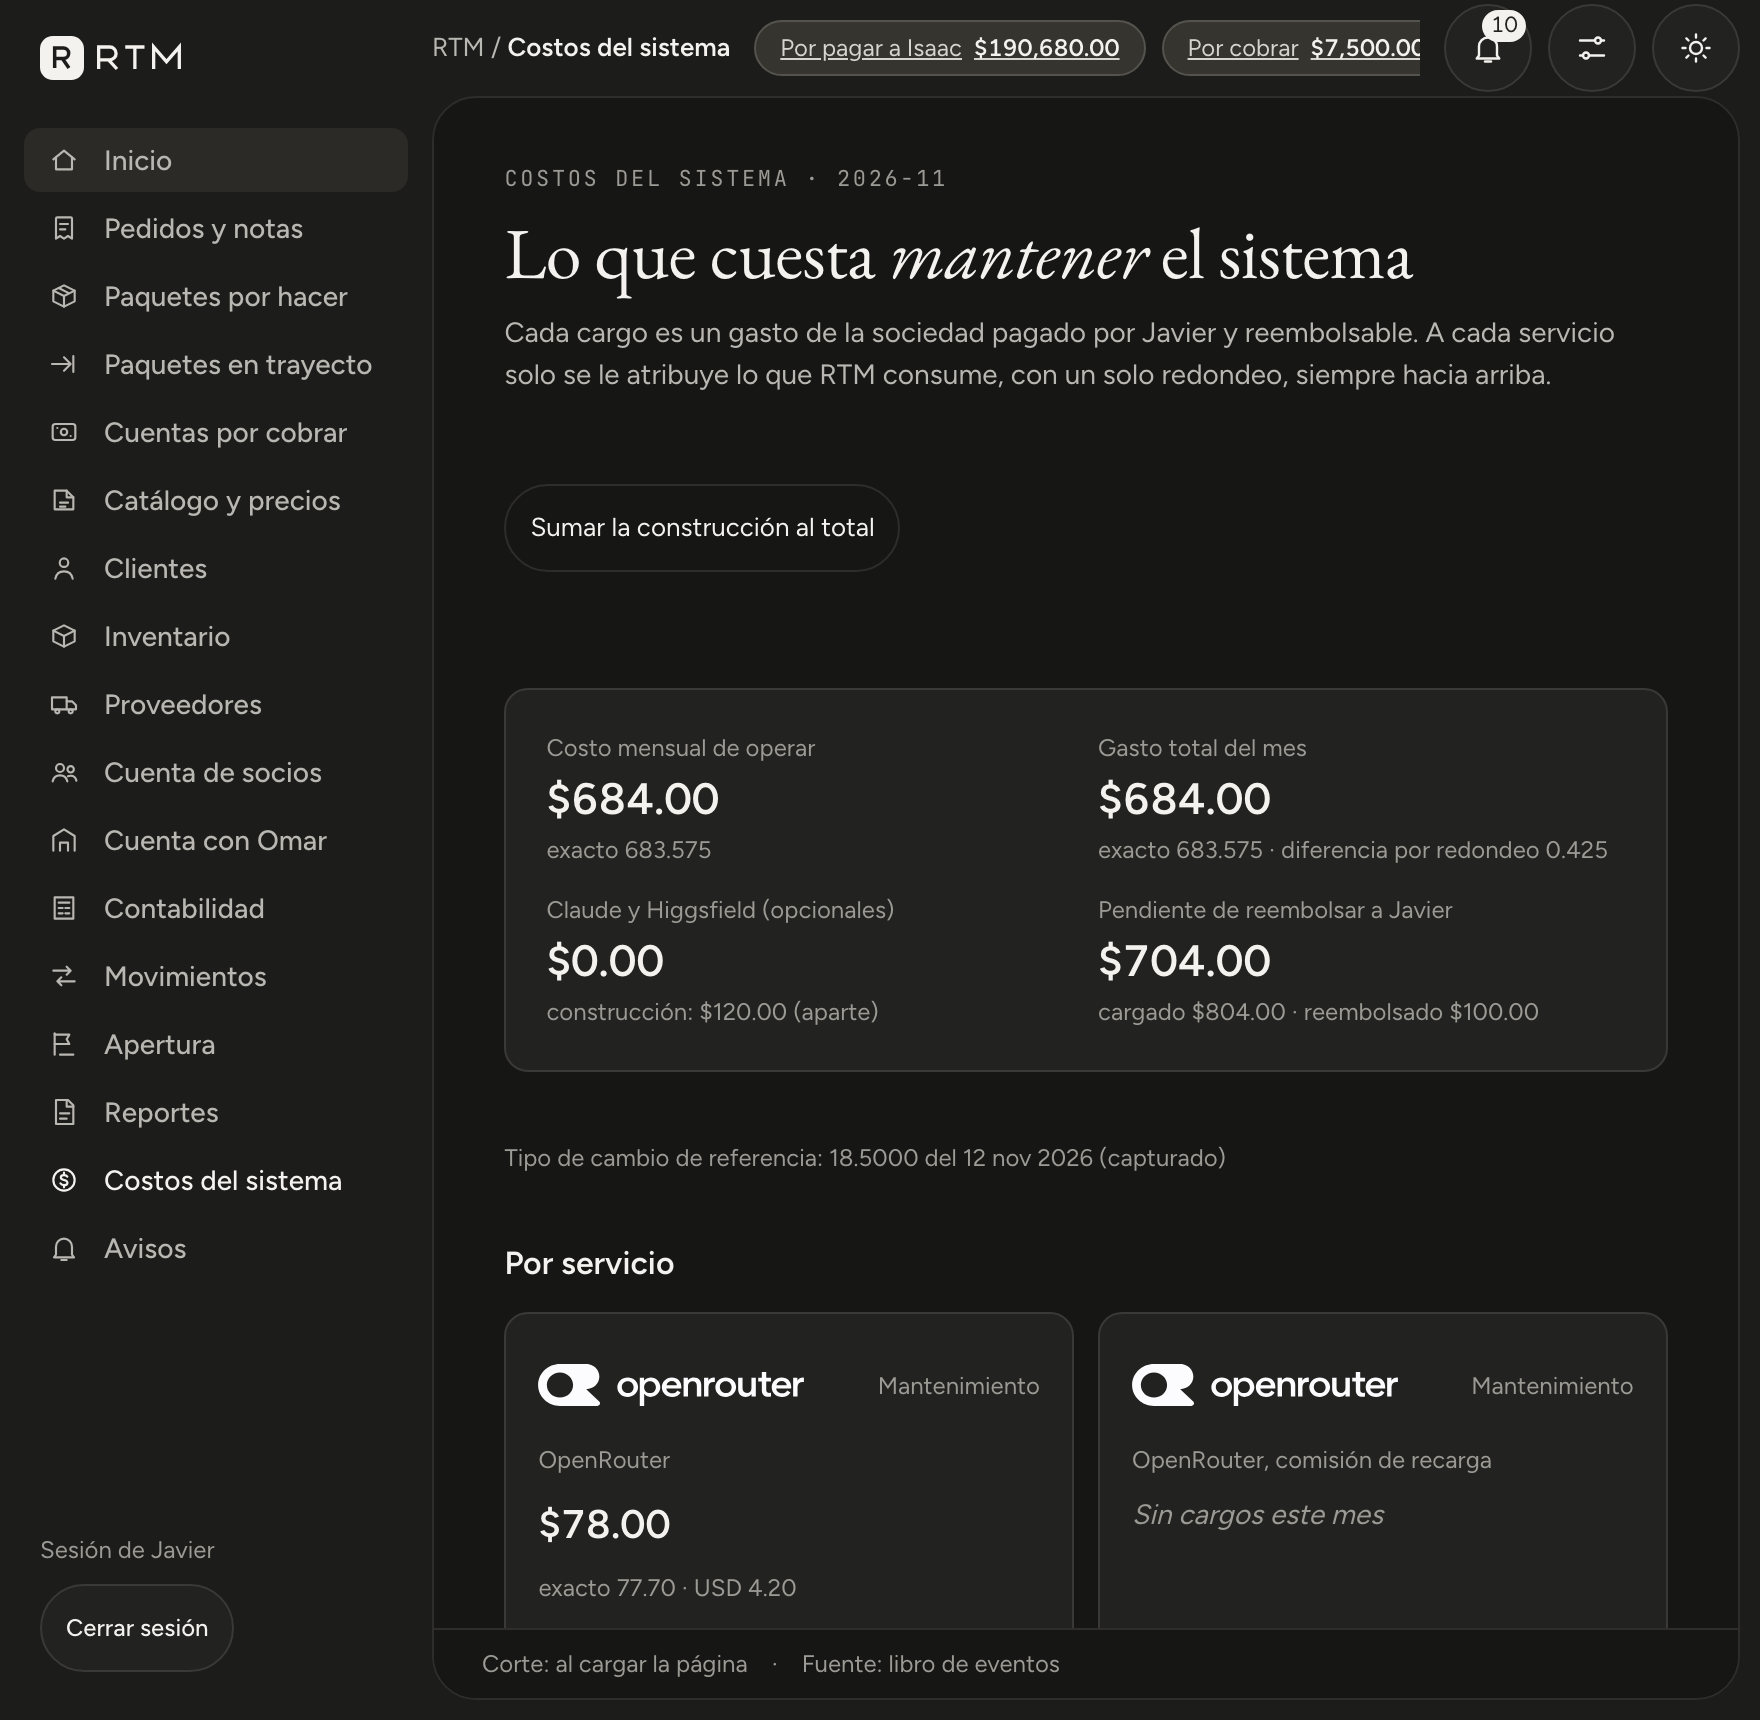 R RTM
RTM / Costos del sistema
Por pagar a Isaac $190,680.00
Por cobrar $7,500.00
10
Inicio
Pedidos y notas
Paquetes por hacer
Paquetes en trayecto
Cuentas por cobrar
Catálogo y precios
Clientes
Inventario
Proveedores
Cuenta de socios
Cuenta con Omar
Contabilidad
Movimientos
Apertura
Reportes
Costos del sistema
Avisos
Sesión de Javier
Cerrar sesión
COSTOS DEL SISTEMA · 2026-11
Lo que cuesta mantener el sistema
Cada cargo es un gasto de la sociedad pagado por Javier y reembolsable. A cada servicio
solo se le atribuye lo que RTM consume, con un solo redondeo, siempre hacia arriba.
Sumar la construcción al total
Costo mensual de operar
$684.00
exacto 683.575
Gasto total del mes
$684.00
exacto 683.575 · diferencia por redondeo 0.425
Claude y Higgsfield (opcionales)
$0.00
construcción: $120.00 (aparte)
Pendiente de reembolsar a Javier
$704.00
cargado $804.00 · reembolsado $100.00
Tipo de cambio de referencia: 18.5000 del 12 nov 2026 (capturado)
Por servicio
openrouter Mantenimiento
OpenRouter
$78.00
exacto 77.70 · USD 4.20
openrouter Mantenimiento
OpenRouter, comisión de recarga
Sin cargos este mes
Corte: al cargar la página · Fuente: libro de eventos